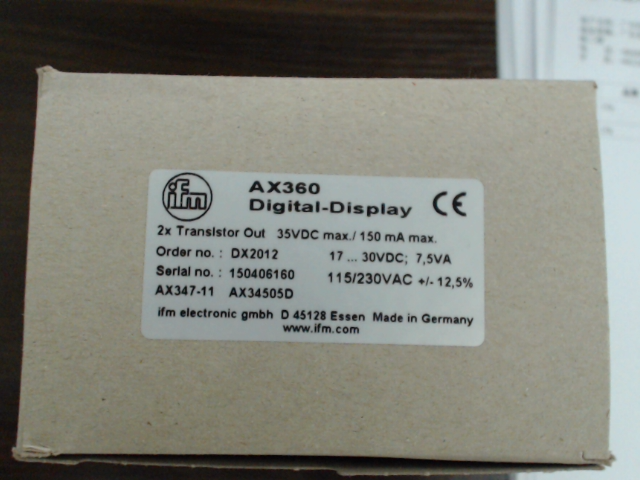 ifm
AX360
Digital-Display
CE
2x Transistor Out 35VDC max./ 150 mA max.
Order no. : DX2012 17 ... 30VDC; 7,5VA
Serial no. : 150406160 115/230VAC +/- 12,5%
AX347-11 AX34505D
ifm electronic gmbh D 45128 Essen Made in Germany
www.ifm.com